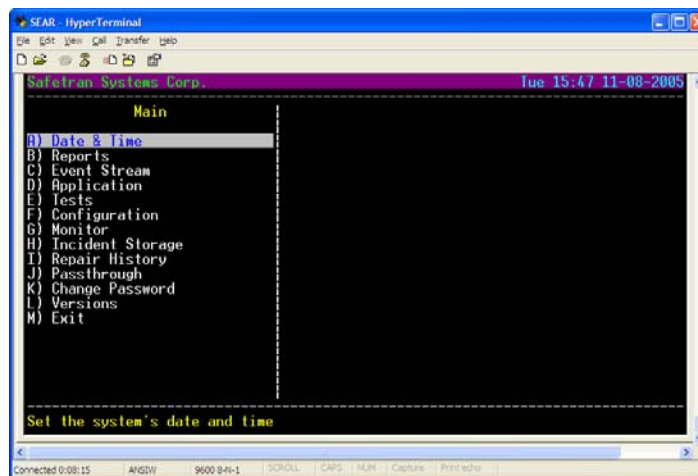 SEAR - HyperTerminal
File Edit View Call Transfer Help
Safetran Systems Corp. Tue 15:47 11-08-2005
Main
A) Date & Time
B) Reports
C) Event Stream
D) Application
E) Tests
F) Configuration
G) Monitor
H) Incident Storage
I) Repair History
J) Passthrough
K) Change Password
L) Versions
M) Exit
Set the system's date and time
Connected 0:08:15 ANSIW 9600 8-N-1 SCROLL CAPS NUM Capture Print echo